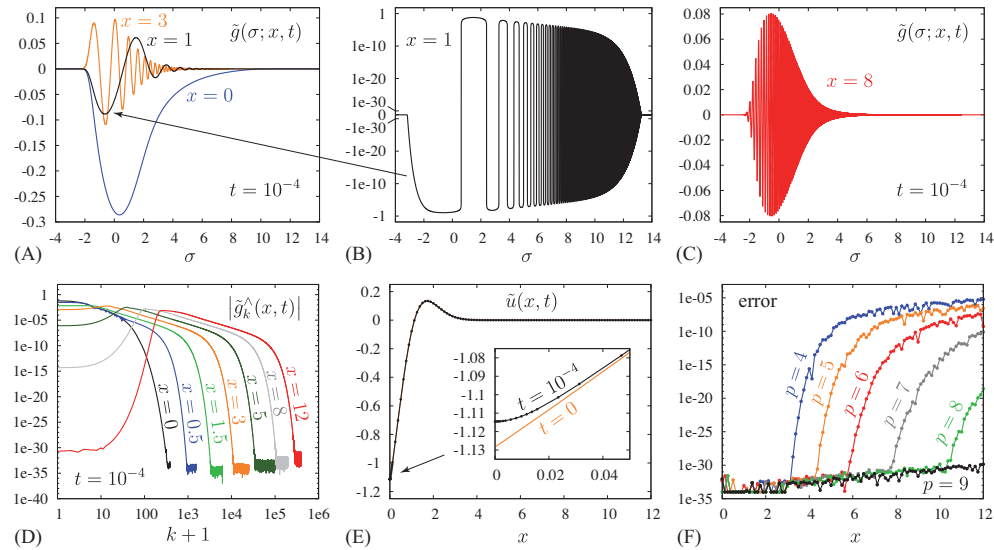 0.1
0.05
0
-0.05
-0.1
-0.15
-0.2
-0.25
-0.3
x = 3
x = 1
x = 0
g̃(σ; x, t)
t = 10⁻⁴
-4 -2 0 2 4 6 8 10 12 14
(A) σ
1
1e-10
1e-20
1e-30
-1e-30
-1e-20
-1e-10
-1
x = 1
-4 -2 0 2 4 6 8 10 12 14
(B) σ
0.08
0.06
0.04
0.02
0
-0.02
-0.04
-0.06
-0.08
g̃(σ; x, t)
x = 8
t = 10⁻⁴
-4 -2 0 2 4 6 8 10 12 14
(C) σ
1
1e-05
1e-10
1e-15
1e-20
1e-25
1e-30
1e-35
1e-40
|g̃^∧_k(x, t)|
x = 0
x = 0.5
x = 1.5
x = 3
x = 5
x = 8
x = 12
t = 10⁻⁴
1 10 100 1e3 1e4 1e5 1e6
(D) k + 1
0.2
0
-0.2
-0.4
-0.6
-0.8
-1
-1.2
ũ(x, t)
-1.08
-1.09
-1.10
-1.11
-1.12
-1.13
t = 10⁻⁴
t = 0
0 0.02 0.04
0 2 4 6 8 10 12
(E) x
1e-05
1e-10
1e-15
1e-20
1e-25
1e-30
1e-35
error
p = 4
p = 5
p = 6
p = 7
p = 8
p = 9
0 2 4 6 8 10 12
(F) x